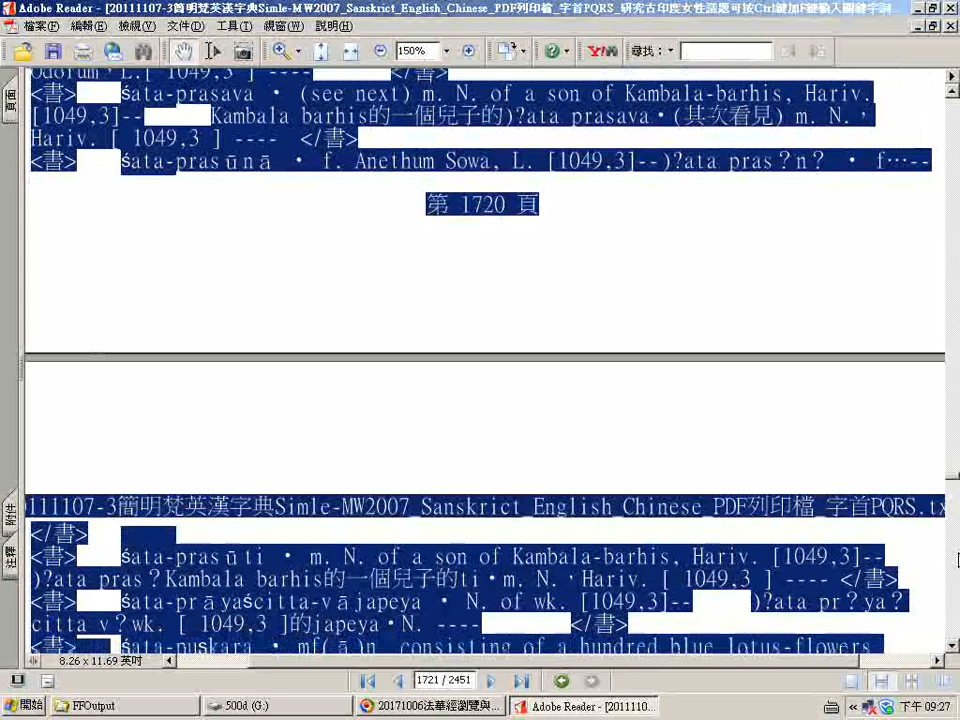 Adobe Reader - [20111107-3簡明梵英漢字典Simle-MW2007_Sanskrict_English_Chinese_PDF列印檔_字首PQRS_研究古印度女性議題可按Ctrl鍵加F鍵輸入關鍵字詞
檔案(F) 編輯(E) 檢視(V) 文件(D) 工具(T) 視窗(W) 說明(H)
150% Y! 尋找：
頁面
Odorum，L.[ 1049,3 ] ---- </書>
<書> śata-prasava ‧ (see next) m. N. of a son of Kambala-barhis, Hariv.
[1049,3]-- Kambala barhis的一個兒子的)?ata prasava‧(其次看見) m. N.，
Hariv. [ 1049,3 ] ---- </書>
<書> śata-prasūnā ‧ f. Anethum Sowa, L. [1049,3]--)?ata pras？n？ ‧ f…--
第 1720 頁
111107-3簡明梵英漢字典Simle-MW2007_Sanskrict_English_Chinese_PDF列印檔_字首PQRS.tx
附件
</書>
<書> śata-prasūti ‧ m. N. of a son of Kambala-barhis, Hariv. [1049,3]--
注釋
)?ata pras？Kambala barhis的一個兒子的ti‧m. N.，Hariv. [ 1049,3 ] ---- </書>
<書> śata-prāyaścitta-vājapeya ‧ N. of wk. [1049,3]-- )?ata pr？ya？
citta v？wk. [ 1049,3 ]的japeya‧N. ---- </書>
<書> śata-puṣkara ‧ mf(ā)n. consisting of a hundred blue lotus-flowers
8.26 x 11.69 英吋
1721 / 2451
開始 FFOutput 500d (G:) 20171006法華經瀏覽與... Adobe Reader - [2011110... 下午 09:27